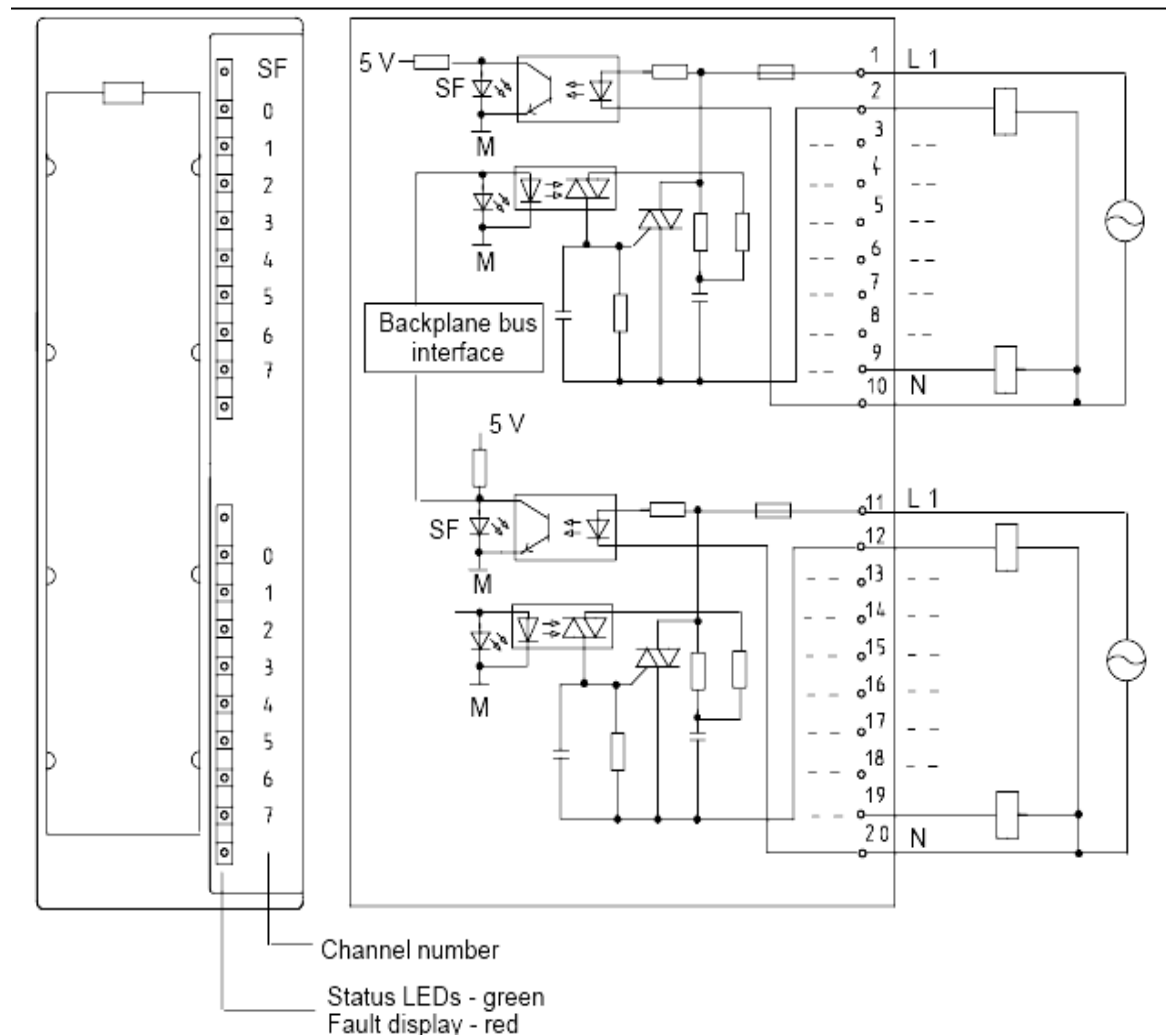 SF
0
1
2
3
4
5
6
7
0
1
2
3
4
5
6
7
Channel number
Status LEDs - green
Fault display - red
5 V
SF
M
M
Backplane bus
interface
5 V
SF
M
M
1
L 1
2
3
4
5
6
7
8
9
10
N
11
L 1
12
13
14
15
16
17
18
19
20
N